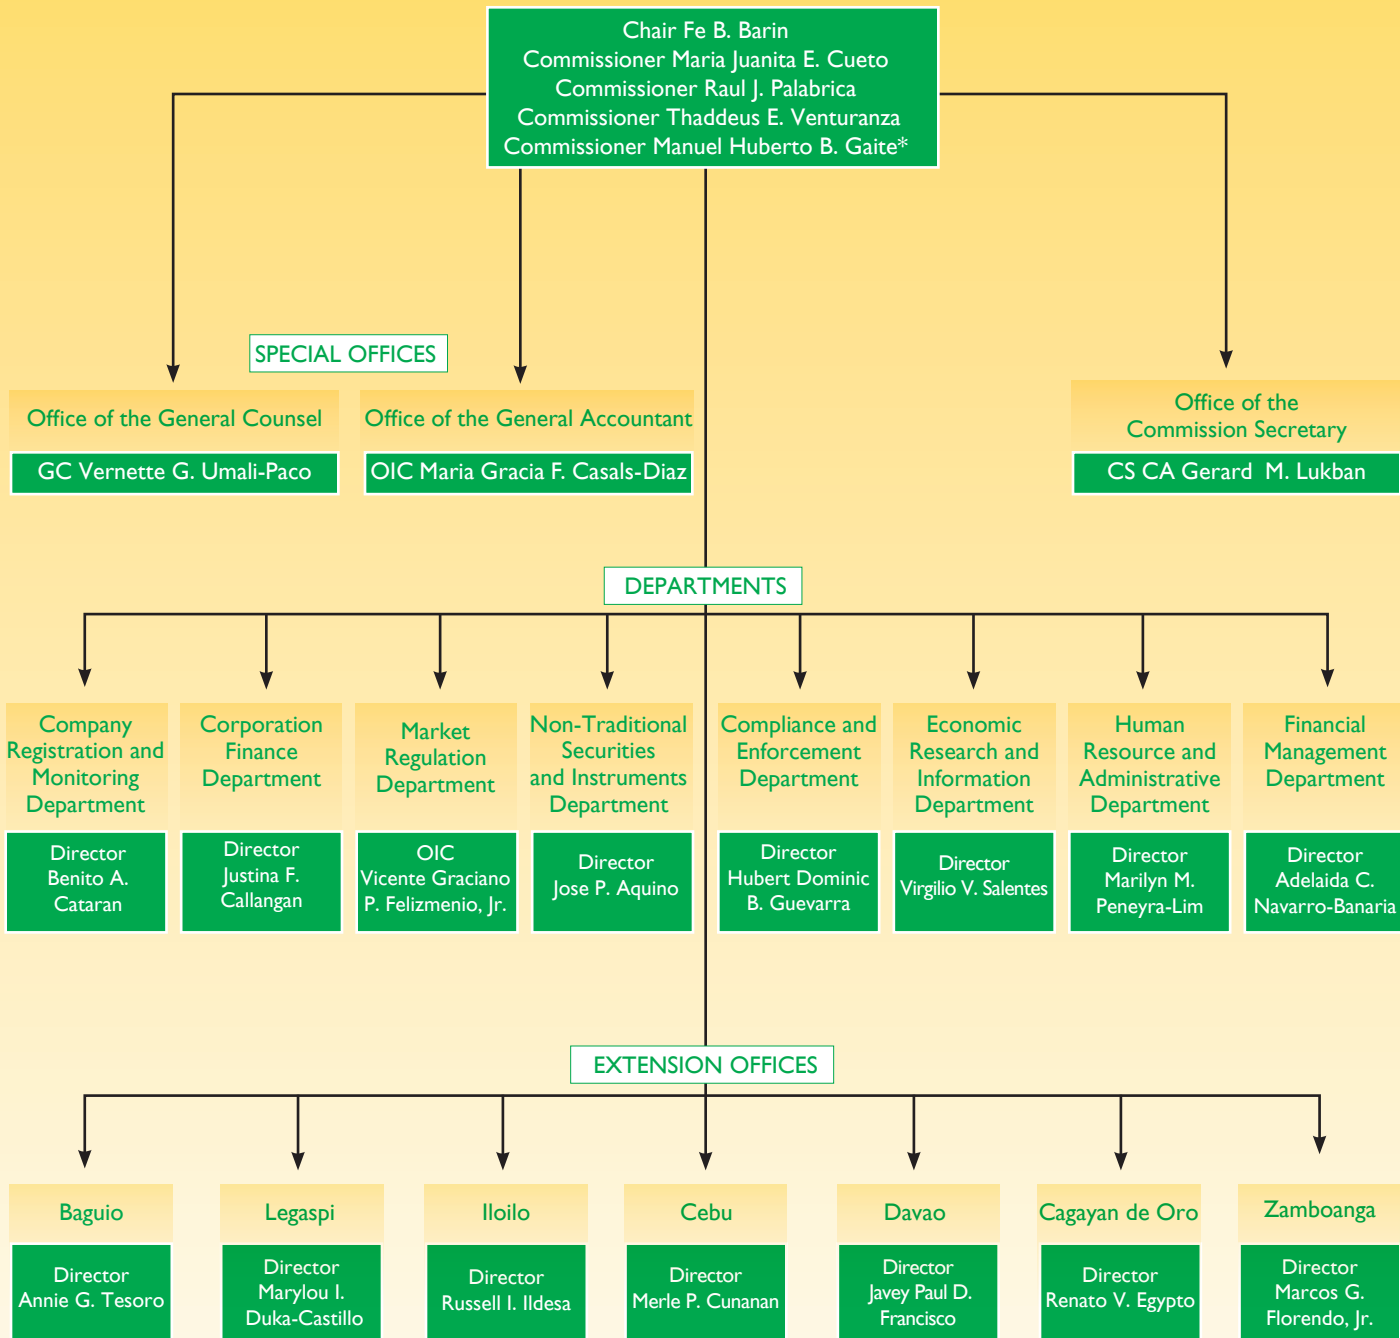 Chair Fe B. Barin
Commissioner Maria Juanita E. Cueto
Commissioner Raul J. Palabrica
Commissioner Thaddeus E. Venturanza
Commissioner Manuel Huberto B. Gaite*
SPECIAL OFFICES
Office of the General Counsel
GC Vernette G. Umali-Paco
Office of the General Accountant
OIC Maria Gracia F. Casals-Diaz
Office of the
Commission Secretary
CS CA Gerard M. Lukban
DEPARTMENTS
Company
Registration and
Monitoring
Department
Director
Benito A.
Cataran
Corporation
Finance
Department
Director
Justina F.
Callangan
Market
Regulation
Department
OIC
Vicente Graciano
P. Felizmenio, Jr.
Non-Traditional
Securities
and Instruments
Department
Director
Jose P. Aquino
Compliance and
Enforcement
Department
Director
Hubert Dominic
B. Guevarra
Economic
Research and
Information
Department
Director
Virgilio V. Salentes
Human
Resource and
Administrative
Department
Director
Marilyn M.
Peneyra-Lim
Financial
Management
Department
Director
Adelaida C.
Navarro-Banaria
EXTENSION OFFICES
Baguio
Director
Annie G. Tesoro
Legaspi
Director
Marylou I.
Duka-Castillo
Iloilo
Director
Russell I. Ildesa
Cebu
Director
Merle P. Cunanan
Davao
Director
Javey Paul D.
Francisco
Cagayan de Oro
Director
Renato V. Egypto
Zamboanga
Director
Marcos G.
Florendo, Jr.